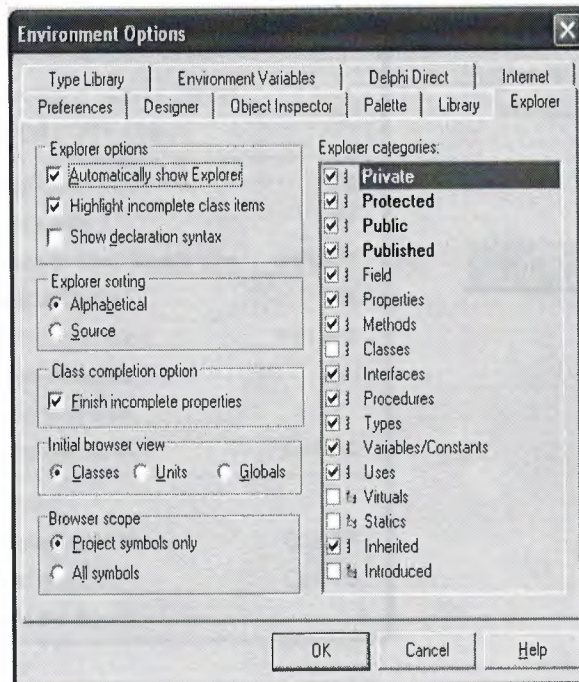 Environment Options
Type Library
Environment Variables
Delphi Direct
Internet
Preferences
Designer
Object Inspector
Palette
Library
Explorer
Explorer options
Automatically show Explorer
Highlight incomplete class items
Show declaration syntax
Explorer sorting
Alphabetical
Source
Class completion option
Finish incomplete properties
Initial browser view
Classes
Units
Globals
Browser scope
Project symbols only
All symbols
Explorer categories:
Private
Protected
Public
Published
Field
Properties
Methods
Classes
Interfaces
Procedures
Types
Variables/Constants
Uses
Virtuals
Statics
Inherited
Introduced
OK
Cancel
Help